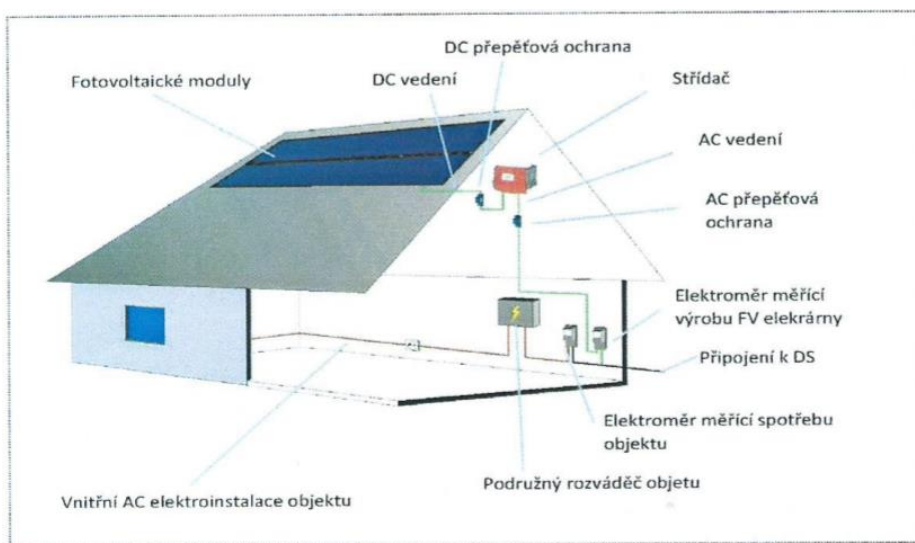 DC přepěťová ochrana
Fotovoltaické moduly
DC vedení
Střídač
AC vedení
AC přepěťová
ochrana
Elektroměr měřící
výrobu FV elekrárny
Připojení k DS
Elektroměr měřící spotřebu
objektu
Podružný rozváděč objetu
Vnitřní AC elektroinstalace objektu